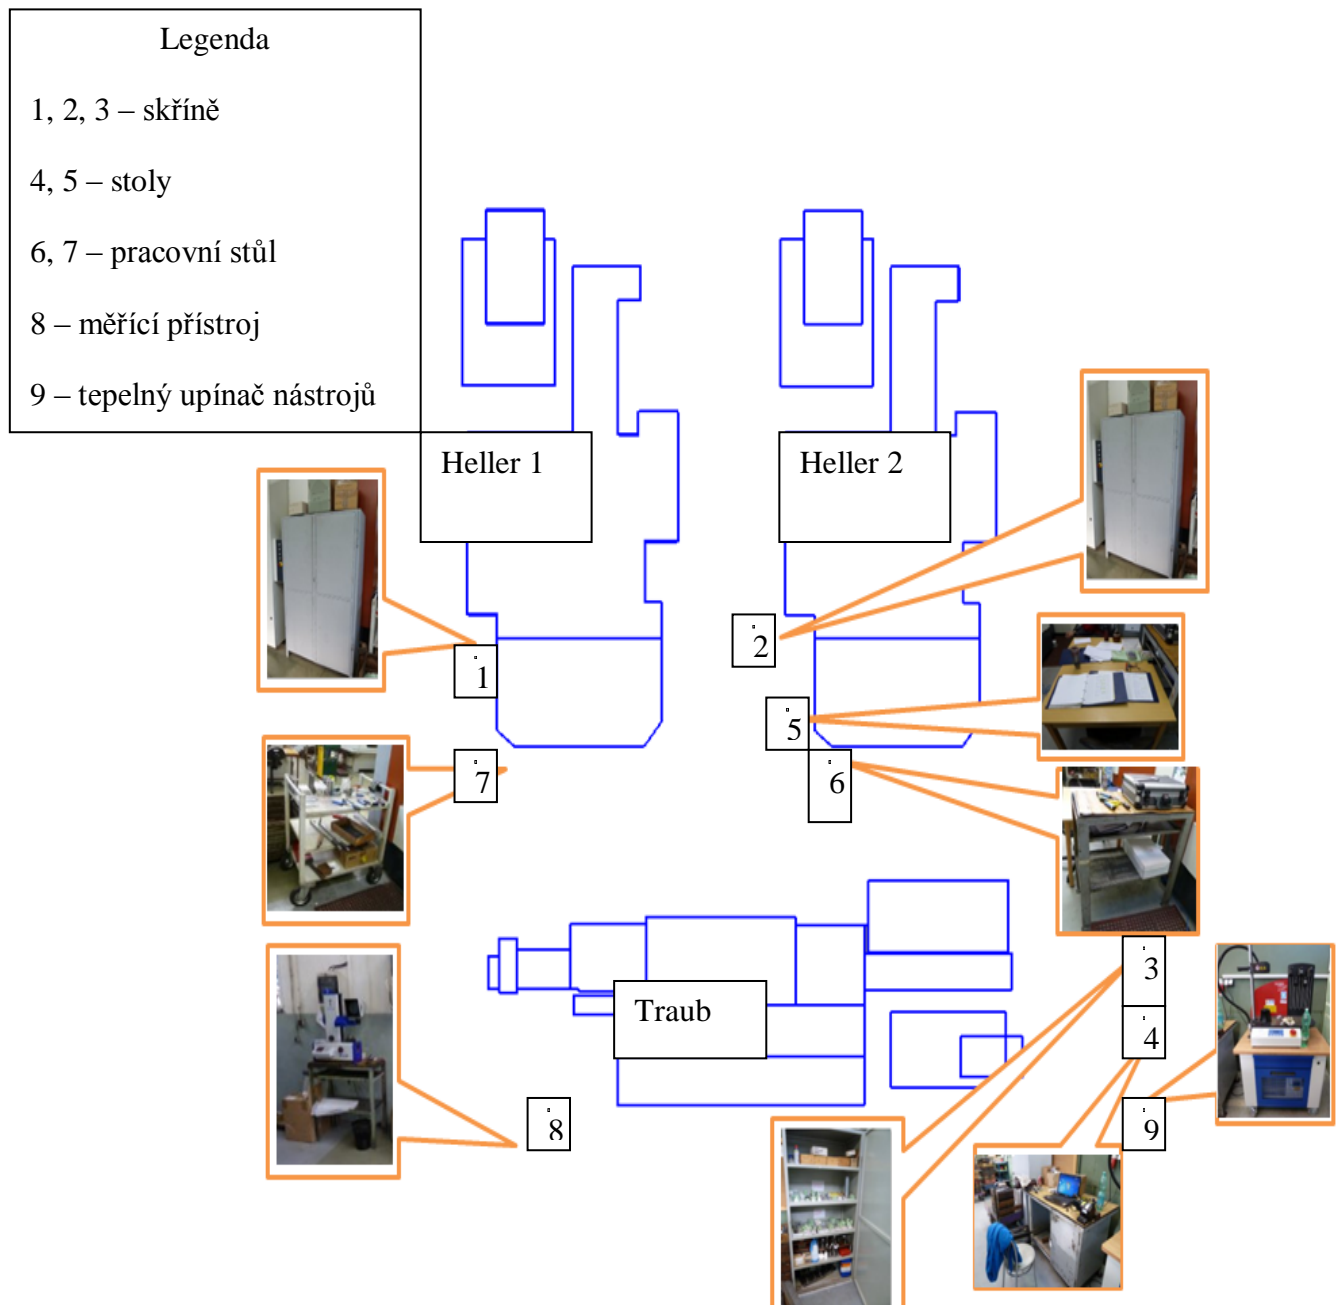 Legenda
1, 2, 3 – skříně
4, 5 – stoly
6, 7 – pracovní stůl
8 – měřící přístroj
9 – tepelný upínač nástrojů
Heller 1
Heller 2
1
2
5
7
6
3
Traub
4
8
9